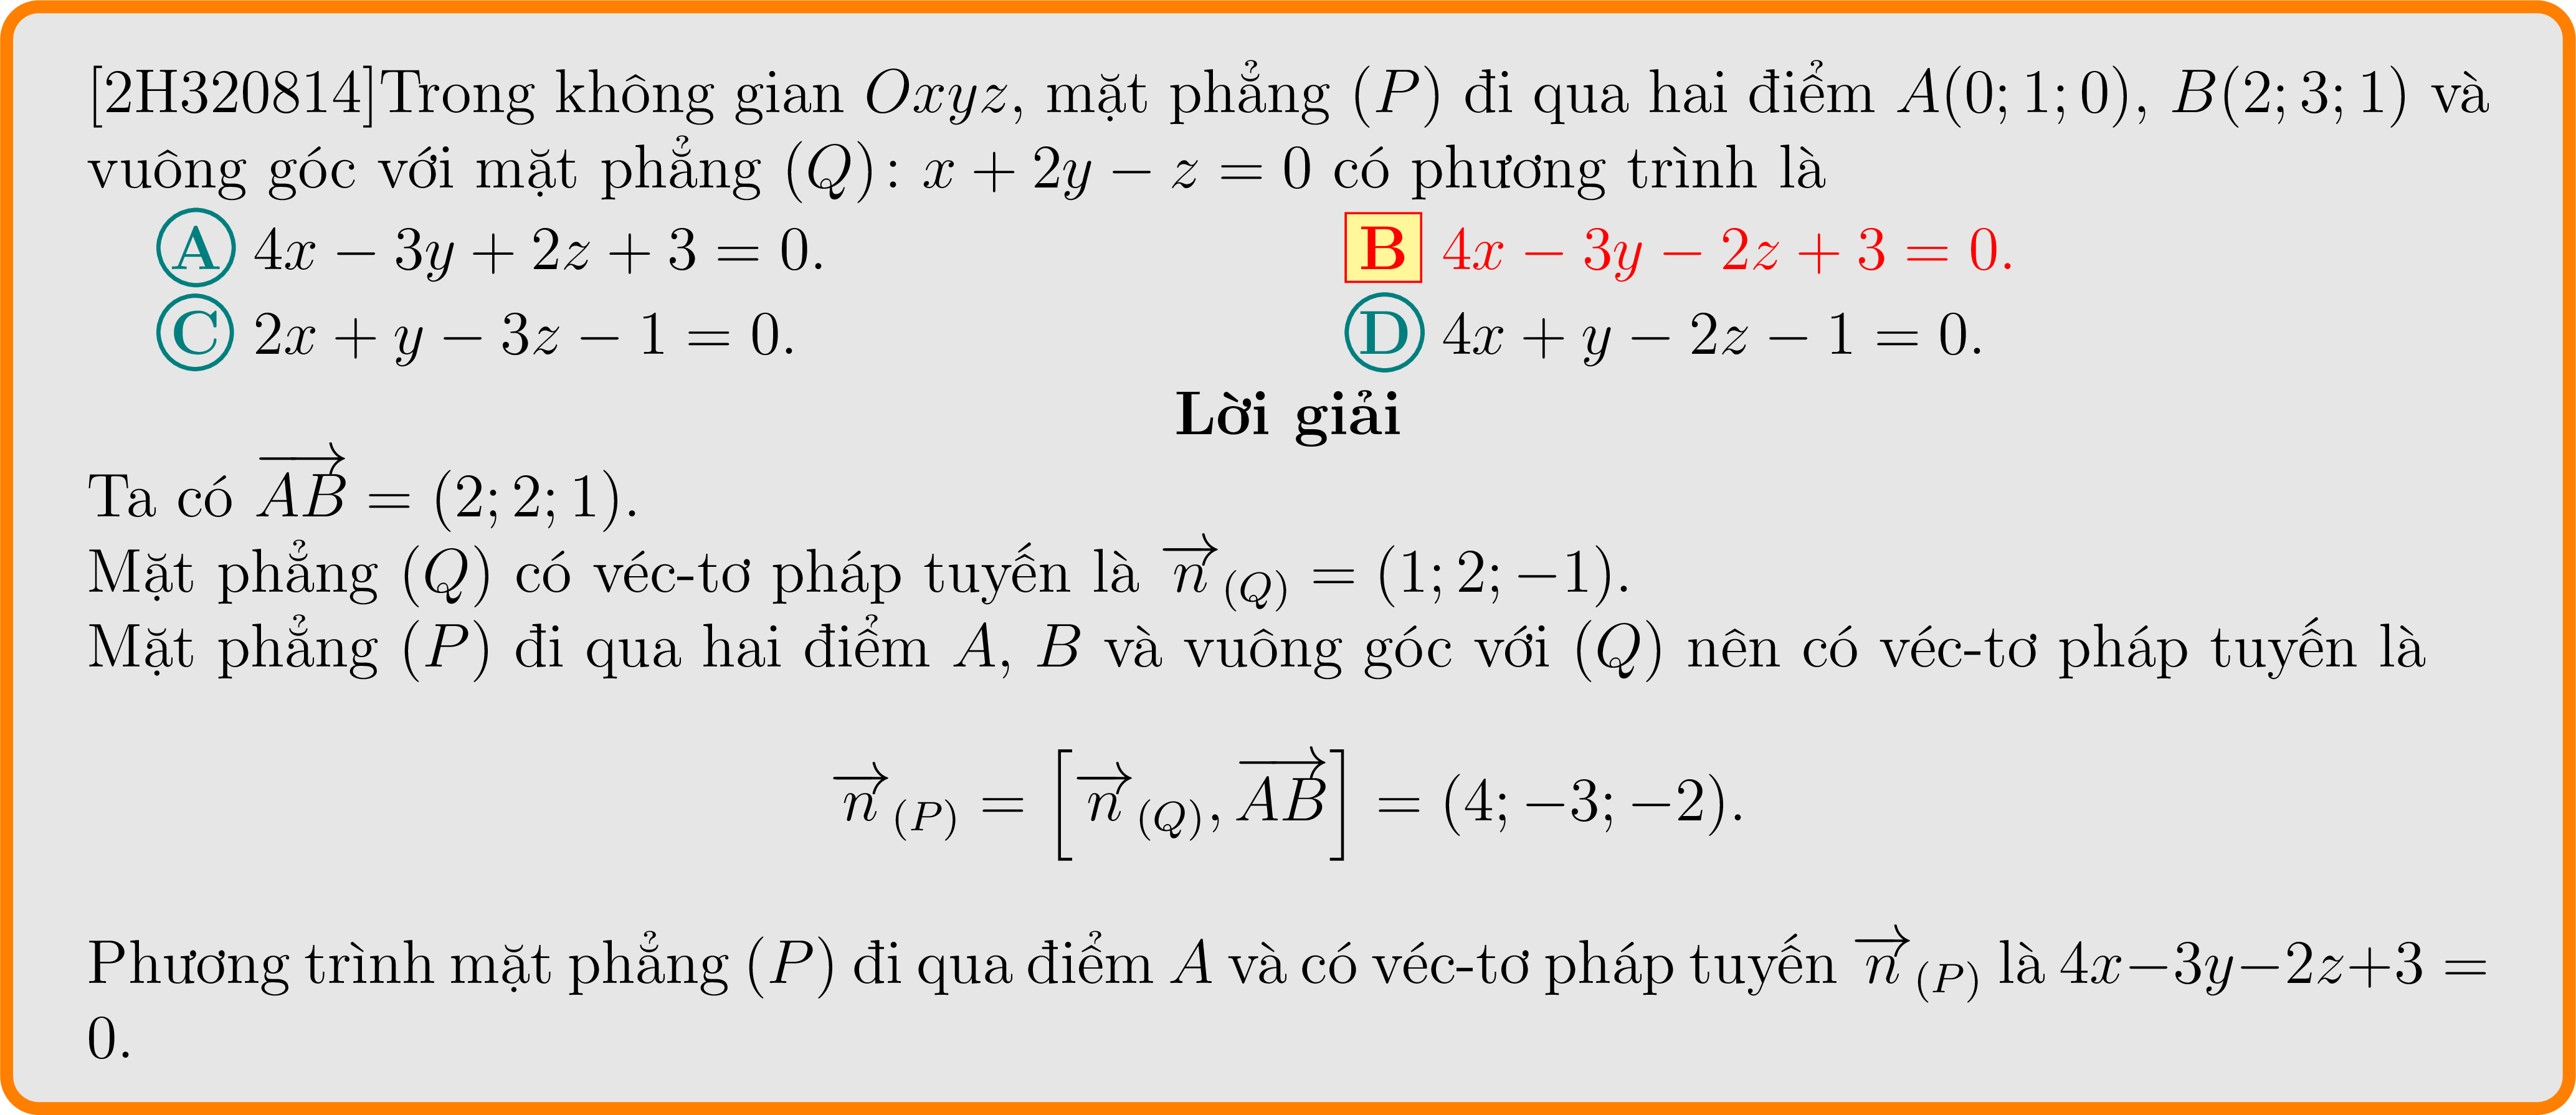 [2H320814]Trong không gian Oxyz, mặt phẳng (P) đi qua hai điểm A(0; 1; 0), B(2; 3; 1) và
vuông góc với mặt phẳng (Q): x + 2y − z = 0 có phương trình là
A 4x − 3y + 2z + 3 = 0. B 4x − 3y − 2z + 3 = 0.
C 2x + y − 3z − 1 = 0. D 4x + y − 2z − 1 = 0.
Lời giải
Ta có \overrightarrow{AB} = (2; 2; 1).
Mặt phẳng (Q) có véc-tơ pháp tuyến là \overrightarrow{n}_{(Q)} = (1; 2; −1).
Mặt phẳng (P) đi qua hai điểm A, B và vuông góc với (Q) nên có véc-tơ pháp tuyến là
\overrightarrow{n}_{(P)} = [\overrightarrow{n}_{(Q)}, \overrightarrow{AB}] = (4; −3; −2).
Phương trình mặt phẳng (P) đi qua điểm A và có véc-tơ pháp tuyến \overrightarrow{n}_{(P)} là 4x−3y−2z+3 =
0.